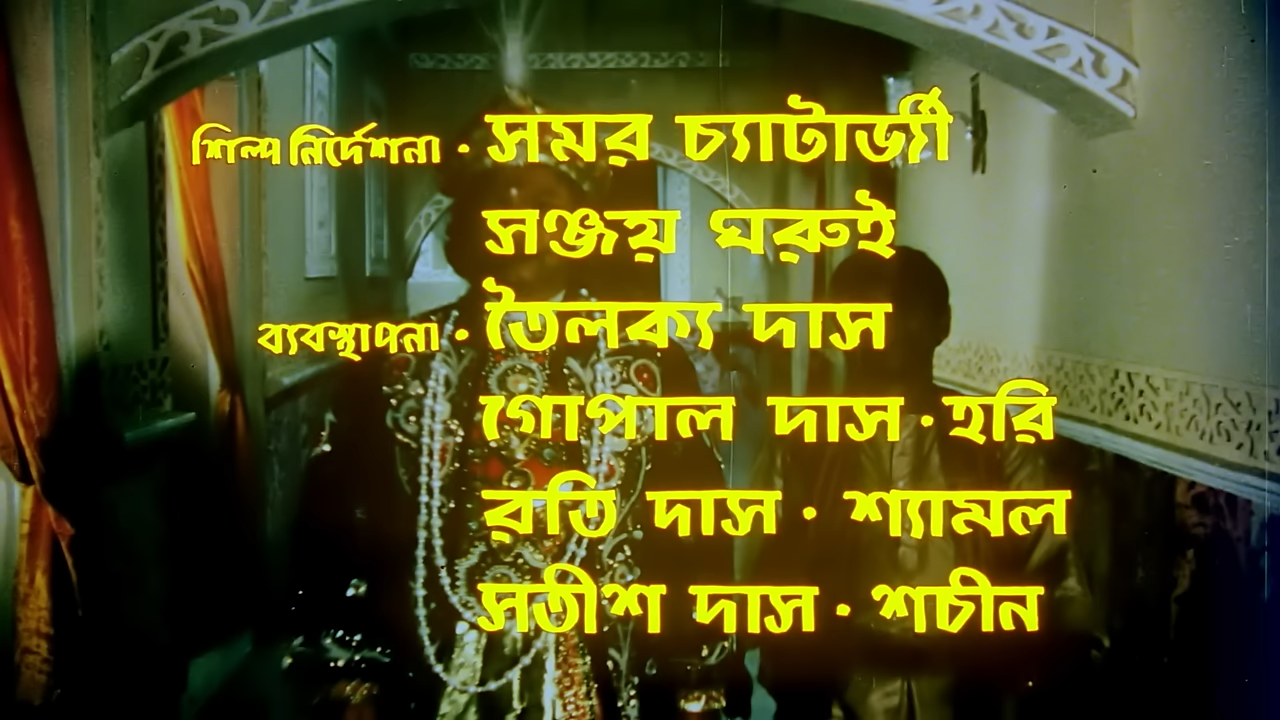 শিল্প নির্দেশনা · সমর চ্যাটার্জী
সঞ্জয় ঘরুই
ব্যবস্থাপনা · তৈলক্য দাস
গোপাল দাস · হরি
রতি দাস · শ্যামল
সতীশ দাস · শচীন